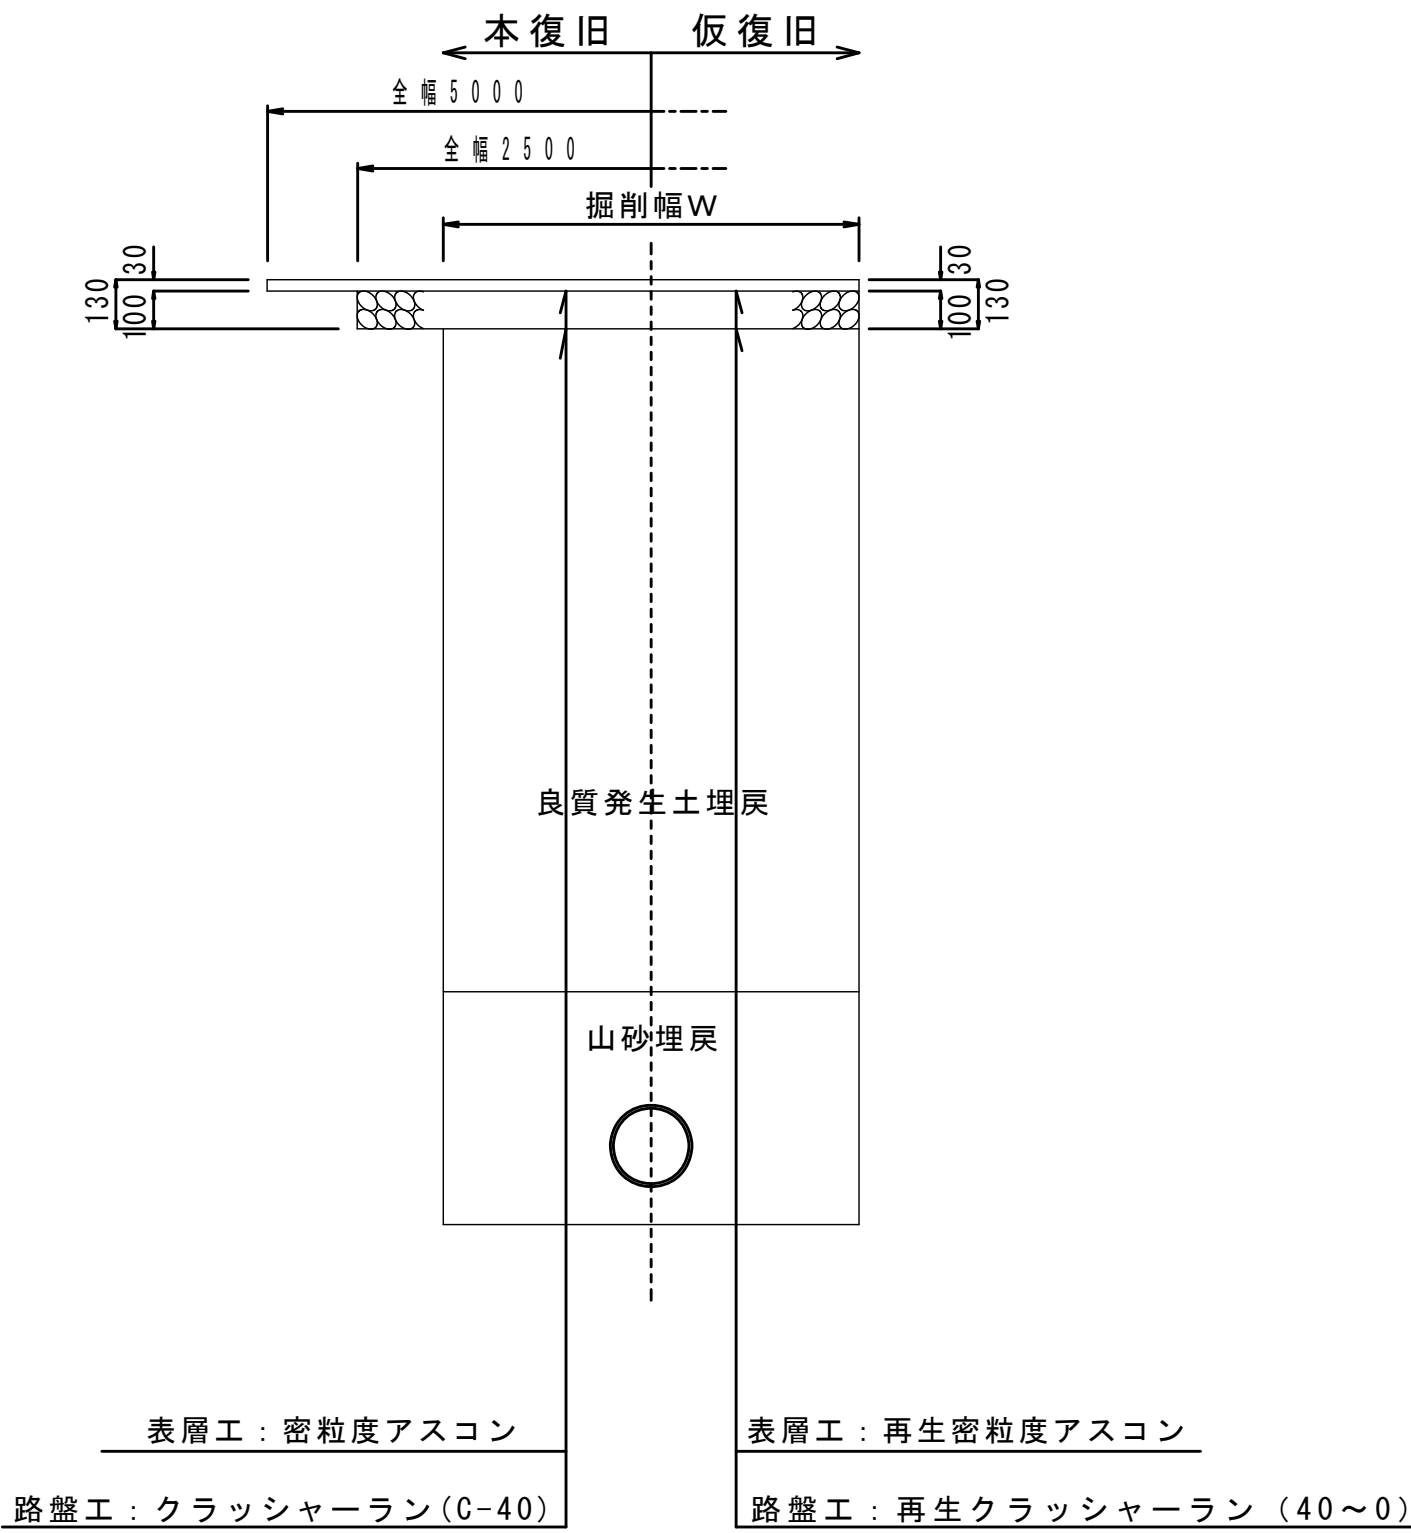 本復旧 仮復旧
全幅5000
全幅2500
掘削幅W
30
130
100
30
100
130
良質発生土埋戻
山砂埋戻
表層工：密粒度アスコン
表層工：再生密粒度アスコン
路盤工：クラッシャーラン(C-40)
路盤工：再生クラッシャーラン（40～0）